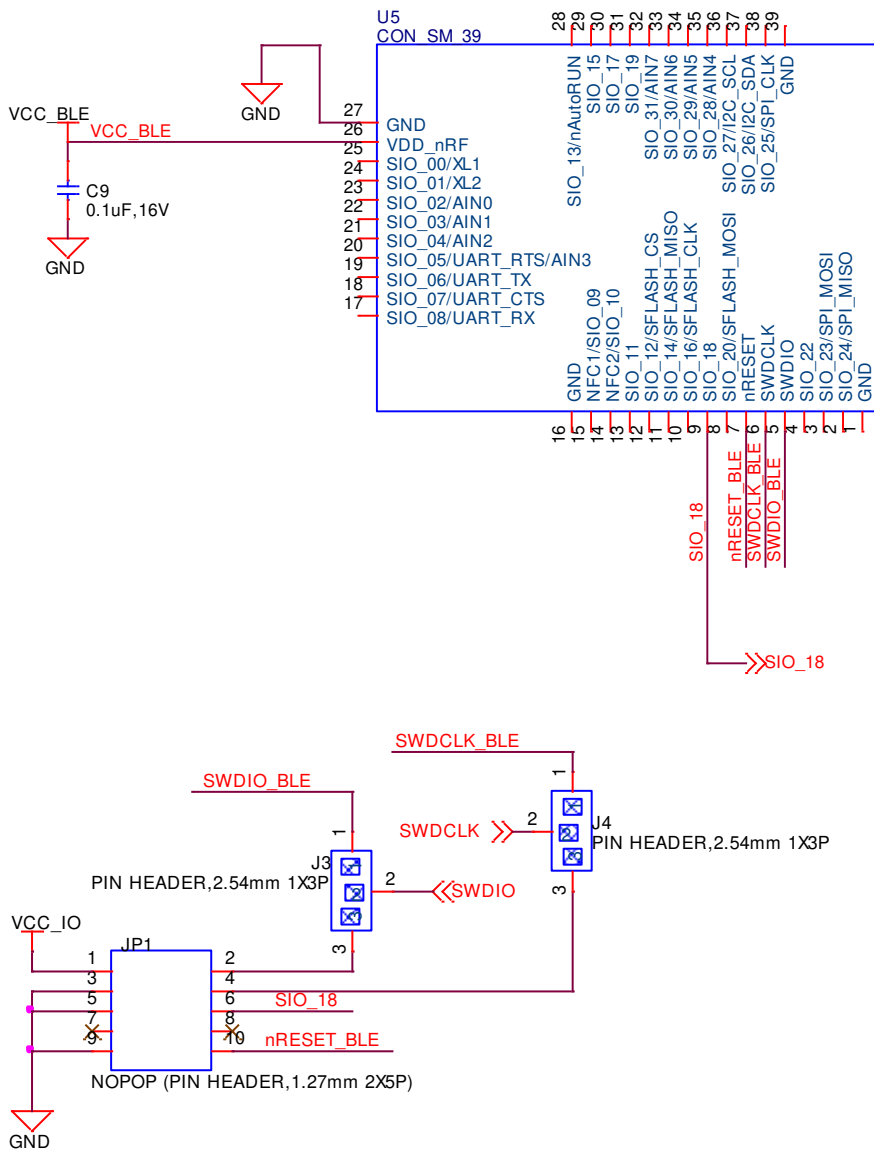 U5
CON_SM_39
28
29
30
31
32
33
34
35
36
37
38
39
SIO_13/nAutoRUN
SIO_15
SIO_17
SIO_19
SIO_31/AIN7
SIO_30/AIN6
SIO_29/AIN5
SIO_28/AIN4
SIO_27/I2C_SCL
SIO_26/I2C_SDA
SIO_25/SPI_CLK
GND
GND
VCC_BLE
VCC_BLE
C9
0.1uF,16V
GND
27
GND
26
VDD_nRF
25
SIO_00/XL1
24
SIO_01/XL2
23
SIO_02/AIN0
22
SIO_03/AIN1
21
SIO_04/AIN2
20
SIO_05/UART_RTS/AIN3
19
SIO_06/UART_TX
18
SIO_07/UART_CTS
17
SIO_08/UART_RX
GND
NFC1/SIO_09
NFC2/SIO_10
SIO_11
SIO_12/SFLASH_CS
SIO_14/SFLASH_MISO
SIO_16/SFLASH_CLK
SIO_18
SIO_20/SFLASH_MOSI
nRESET
SWDCLK
SWDIO
SIO_22
SIO_23/SPI_MOSI
SIO_24/SPI_MISO
GND
16
15
14
13
12
11
10
9
8
7
6
5
4
3
2
1
SIO_18
nRESET_BLE
SWDCLK_BLE
SWDIO_BLE
SIO_18
SWDCLK_BLE
1
SWDCLK
2
J4
PIN HEADER,2.54mm 1X3P
1
2
3
3
SWDIO_BLE
1
J3
PIN HEADER,2.54mm 1X3P
1
2
3
2
SWDIO
3
VCC_IO
JP1
1
2
3
4
5
6
SIO_18
7
8
9
10
nRESET_BLE
NOPOP (PIN HEADER,1.27mm 2X5P)
GND